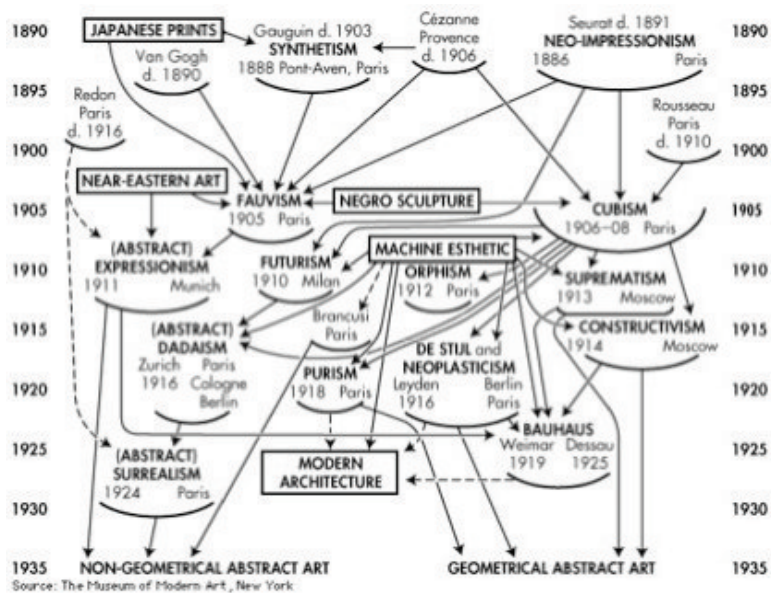 1890
1895
1900
1905
1910
1915
1920
1925
1930
1935
JAPANESE PRINTS
Van Gogh
d. 1890
Gauguin d. 1903
SYNTHETISM
1888 Pont-Aven, Paris
Cézanne
Provence
d. 1906
Seurat d. 1891
NEO-IMPRESSIONISM
1886 Paris
Redon
Paris
d. 1916
Rousseau
Paris
d. 1910
NEAR-EASTERN ART
FAUVISM
1905 Paris
NEGRO SCULPTURE
CUBISM
1906–08 Paris
(ABSTRACT)
EXPRESSIONISM
1911 Munich
FUTURISM
1910 Milan
MACHINE ESTHETIC
ORPHISM
1912 Paris
SUPREMATISM
1913 Moscow
Brancusi
Paris
CONSTRUCTIVISM
1914 Moscow
(ABSTRACT)
DADAISM
Zurich Paris
1916 Cologne
Berlin
PURISM
1918 Paris
DE STIJL and
NEOPLASTICISM
Leyden Berlin
1916 Paris
BAUHAUS
Weimar Dessau
1919 1925
(ABSTRACT)
SURREALISM
1924 Paris
MODERN
ARCHITECTURE
NON-GEOMETRICAL ABSTRACT ART
GEOMETRICAL ABSTRACT ART
1890
1895
1900
1905
1910
1915
1920
1925
1930
1935
Source: The Museum of Modern Art, New York